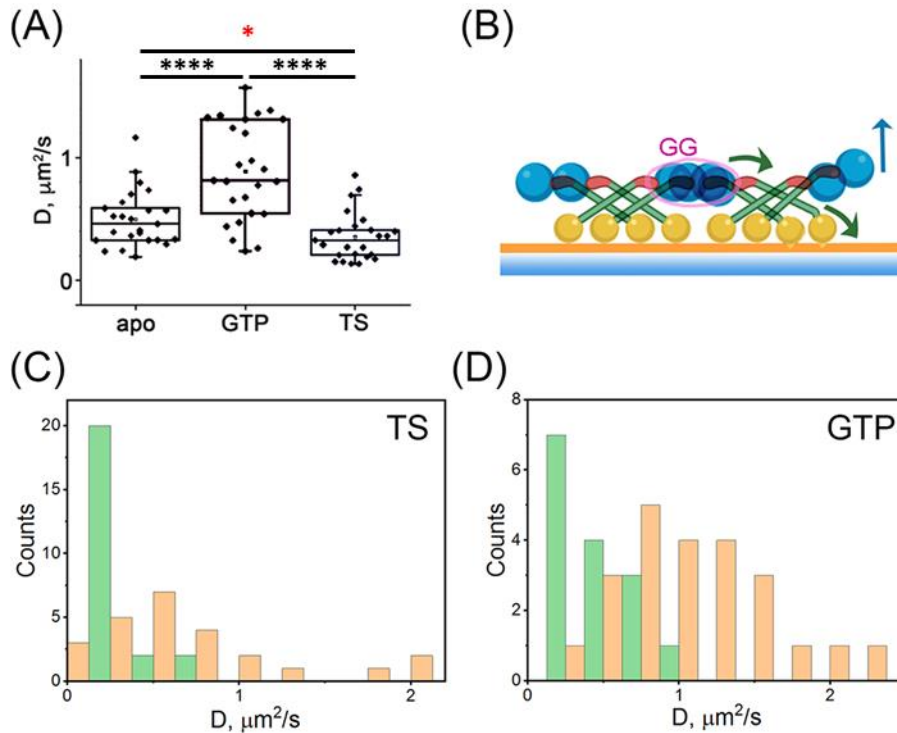 (A)
*
**** ****
D, μm²/s
1
0
apo GTP TS
(B)
GG
(C)
TS
Counts
20
15
10
5
0
0 1 2
D, μm²/s
(D)
GTP
Counts
8
6
4
2
0
0 1 2
D, μm²/s